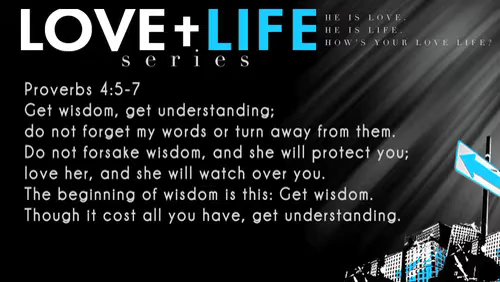 LOVE+LIFE
series
HE IS LOVE.
HE IS LIFE.
HOW'S YOUR LOVE LIFE?
Proverbs 4:5-7
Get wisdom, get understanding;
do not forget my words or turn away from them.
Do not forsake wisdom, and she will protect you;
love her, and she will watch over you.
The beginning of wisdom is this: Get wisdom.
Though it cost all you have, get understanding.